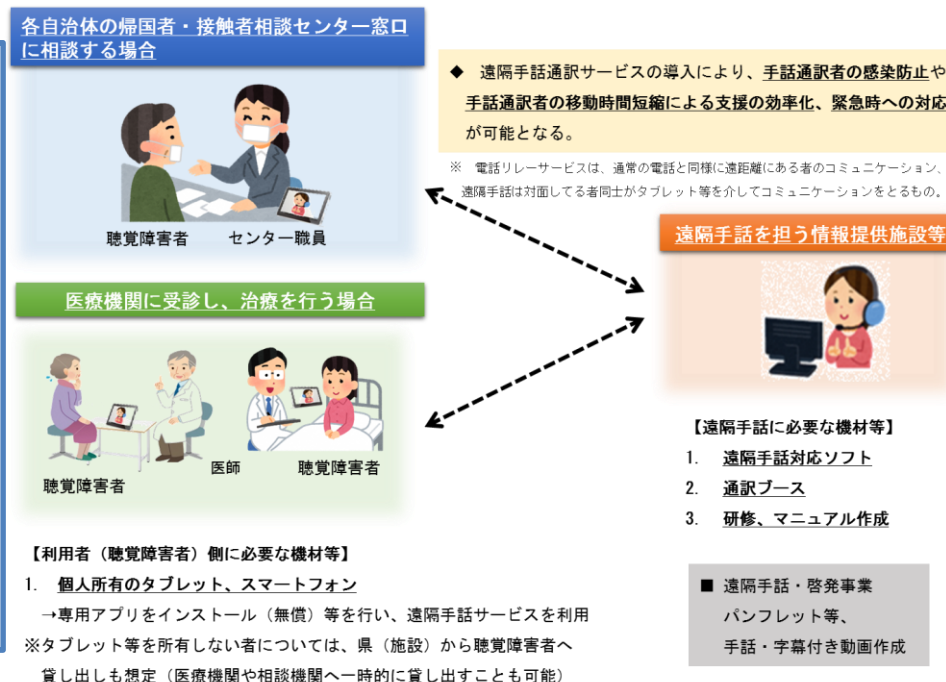 各自治体の帰国者・接触者相談センター窓口
に相談する場合
聴覚障害者
センター職員
◆ 遠隔手話通訳サービスの導入により、手話通訳者の感染防止や
手話通訳者の移動時間短縮による支援の効率化、緊急時への対応
が可能となる。
※ 電話リレーサービスは、通常の電話と同様に遠距離にある者のコミュニケーション、
遠隔手話は対面してる者同士がタブレット等を介してコミュニケーションをとるもの。
遠隔手話を担う情報提供施設等
医療機関に受診し、治療を行う場合
聴覚障害者
医師
聴覚障害者
【遠隔手話に必要な機材等】
1. 遠隔手話対応ソフト
2. 通訳ブース
3. 研修、マニュアル作成
【利用者（聴覚障害者）側に必要な機材等】
1. 個人所有のタブレット、スマートフォン
→専用アプリをインストール（無償）等を行い、遠隔手話サービスを利用
※タブレット等を所有しない者については、県（施設）から聴覚障害者へ
貸し出しも想定（医療機関や相談機関へ一時的に貸し出すことも可能）
■ 遠隔手話・啓発事業
パンフレット等、
手話・字幕付き動画作成